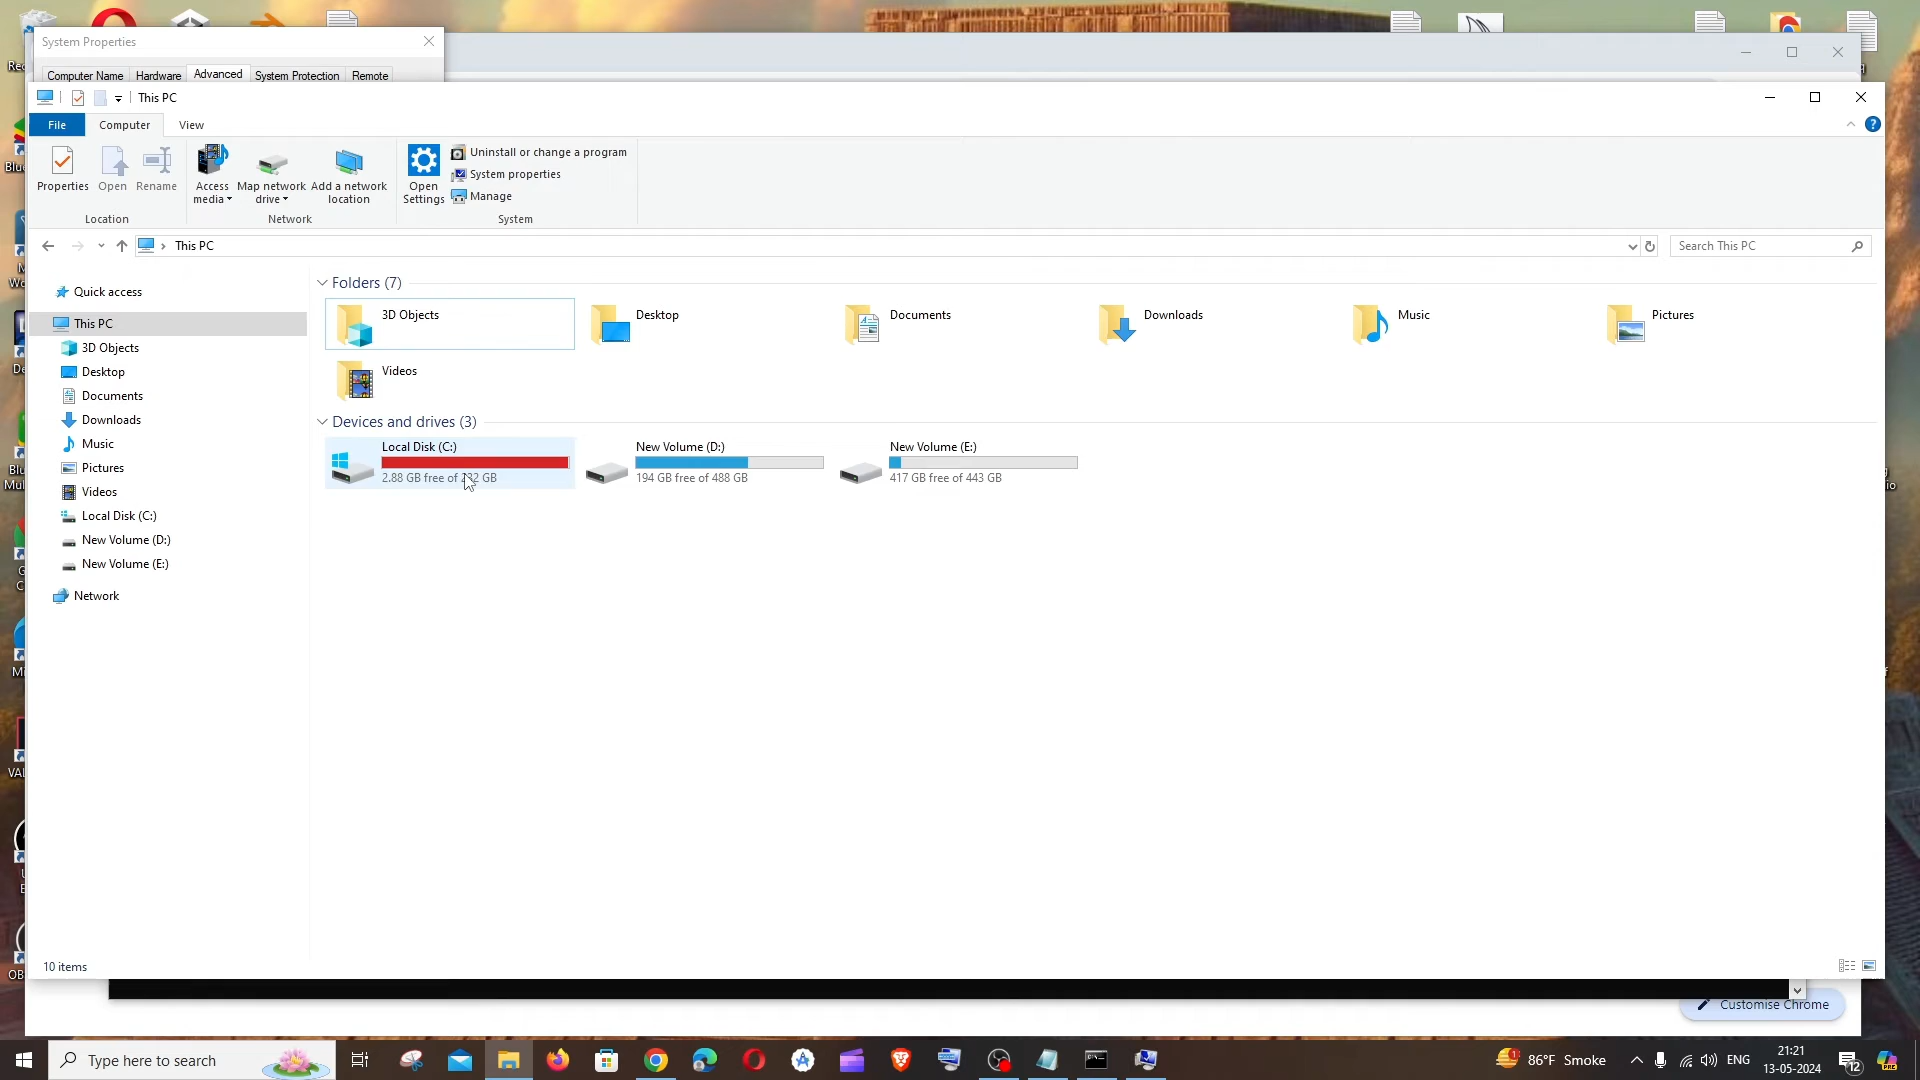 System Properties
Computer Name Hardware Advanced System Protection Remote
This PC
File Computer View
Properties Open Rename
Access media Map network drive Add a network location
Open Settings
Uninstall or change a program
System properties
Manage
Location Network System
This PC
Search This PC
Quick access
This PC
3D Objects
Desktop
Documents
Downloads
Music
Pictures
Videos
Local Disk (C:)
New Volume (D:)
New Volume (E:)
Network
Folders (7)
3D Objects Desktop Documents Downloads Music Pictures
Videos
Devices and drives (3)
Local Disk (C:) New Volume (D:) New Volume (E:)
2.88 GB free of GB 194 GB free of 488 GB 417 GB free of 443 GB
10 items
Customise Chrome
Type here to search
86°F Smoke
ENG
21:21
13-05-2024
12